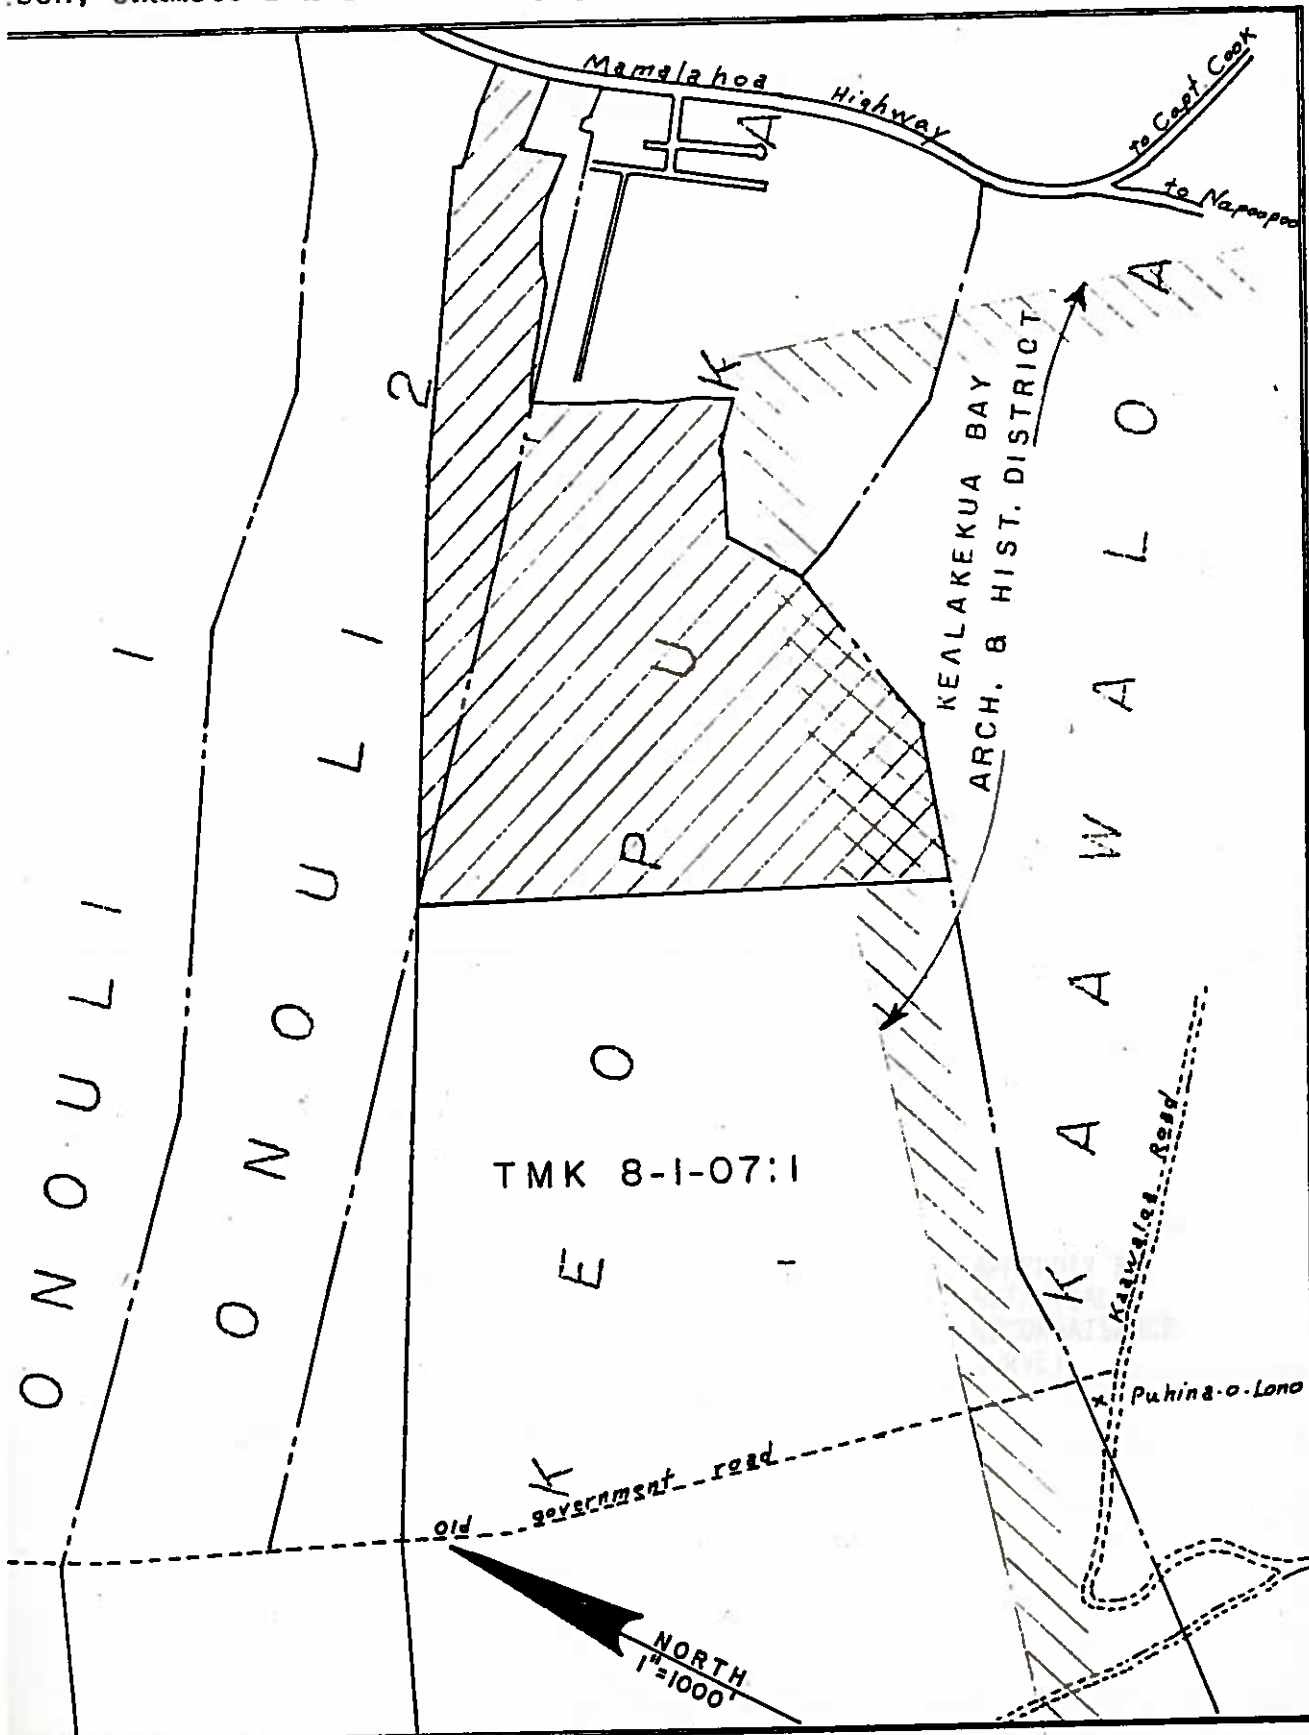 Mamalahoa Highway
to Capt. Cook
to Napoopoo
KEALAKEKUA BAY
ARCH. & HIST. DISTRICT
ONOULI 1
ONOULI 2
KEOPUKA
KAAWALOA
TMK 8-1-07:1
Kaawaloa Road
Puhina-o-Lono
Old government road
NORTH
1"=1000'